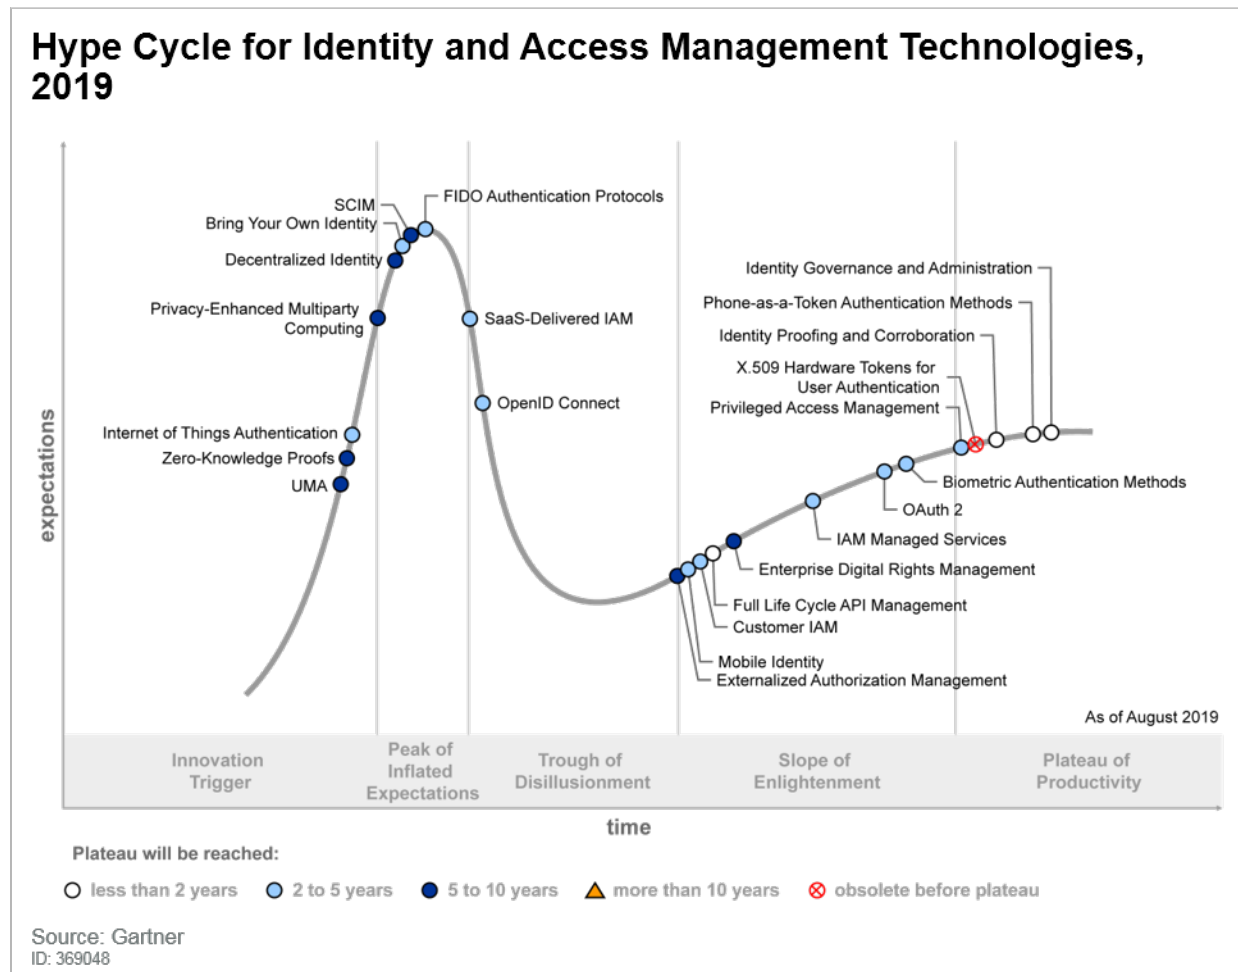 Hype Cycle for Identity and Access Management Technologies,
2019
expectations
FIDO Authentication Protocols
SCIM
Bring Your Own Identity
Decentralized Identity
Privacy-Enhanced Multiparty
Computing
Internet of Things Authentication
Zero-Knowledge Proofs
UMA
SaaS-Delivered IAM
OpenID Connect
Identity Governance and Administration
Phone-as-a-Token Authentication Methods
Identity Proofing and Corroboration
X.509 Hardware Tokens for
User Authentication
Privileged Access Management
Biometric Authentication Methods
OAuth 2
IAM Managed Services
Enterprise Digital Rights Management
Full Life Cycle API Management
Customer IAM
Mobile Identity
Externalized Authorization Management
As of August 2019
Innovation
Trigger
Peak of
Inflated
Expectations
Trough of
Disillusionment
Slope of
Enlightenment
Plateau of
Productivity
time
Plateau will be reached:
less than 2 years
2 to 5 years
5 to 10 years
more than 10 years
obsolete before plateau
Source: Gartner
ID: 369048